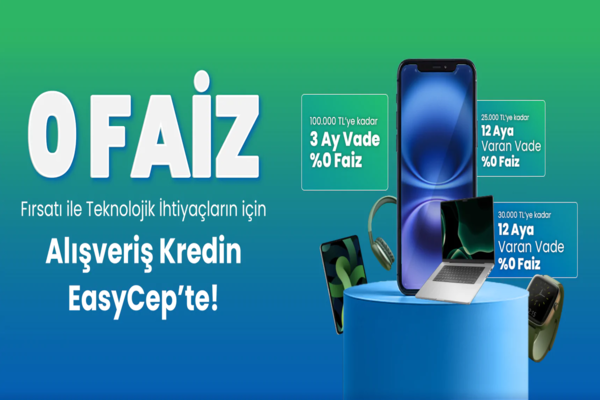 0 FAİZ
Fırsatı ile Teknolojik İhtiyaçların için
Alışveriş Kredin
EasyCep'te!
100.000 TL'ye kadar
3 Ay Vade
%0 Faiz
25.000 TL'ye kadar
12 Aya
Varan Vade
%0 Faiz
30.000 TL'ye kadar
12 Aya
Varan Vade
%0 Faiz